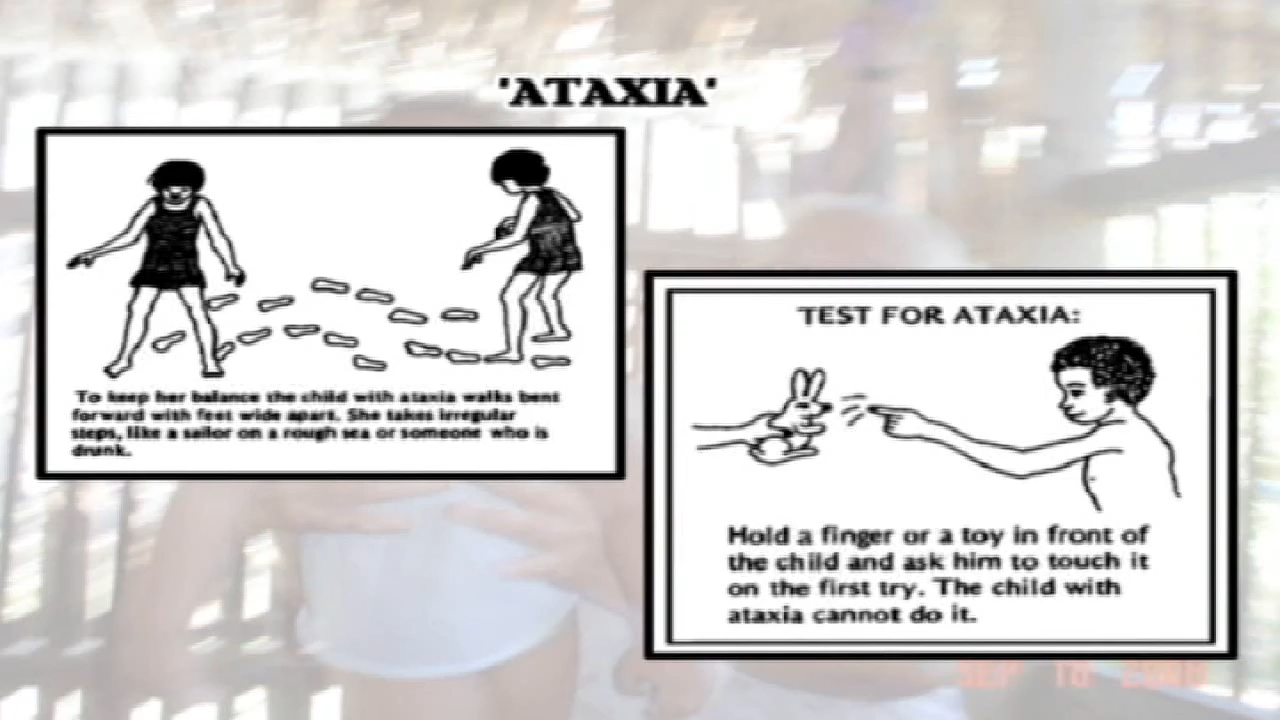 'ATAXIA'
To keep her balance the child with ataxia walks bent
forward with feet wide apart. She takes irregular
steps, like a sailor on a rough sea or someone who is
drunk.
TEST FOR ATAXIA:
Hold a finger or a toy in front of
the child and ask him to touch it
on the first try. The child with
ataxia cannot do it.
SEP